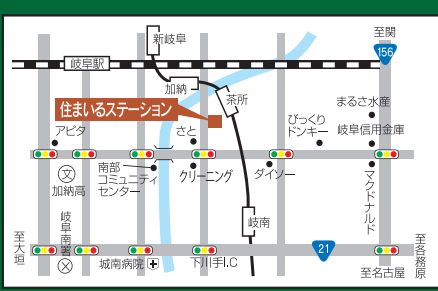 新岐阜
至関
156
岐阜駅
加納
茶所
住まいるステーション
まるさ水産
アピタ
さと
びっくり
ドンキー
岐阜信用金庫
文
加納高
南部
コミュニティ
センター
クリーニング
ダイソー
マクドナルド
岐阜南署
岐南
至大垣
21
至各務原
城南病院
下川手I.C
至名古屋